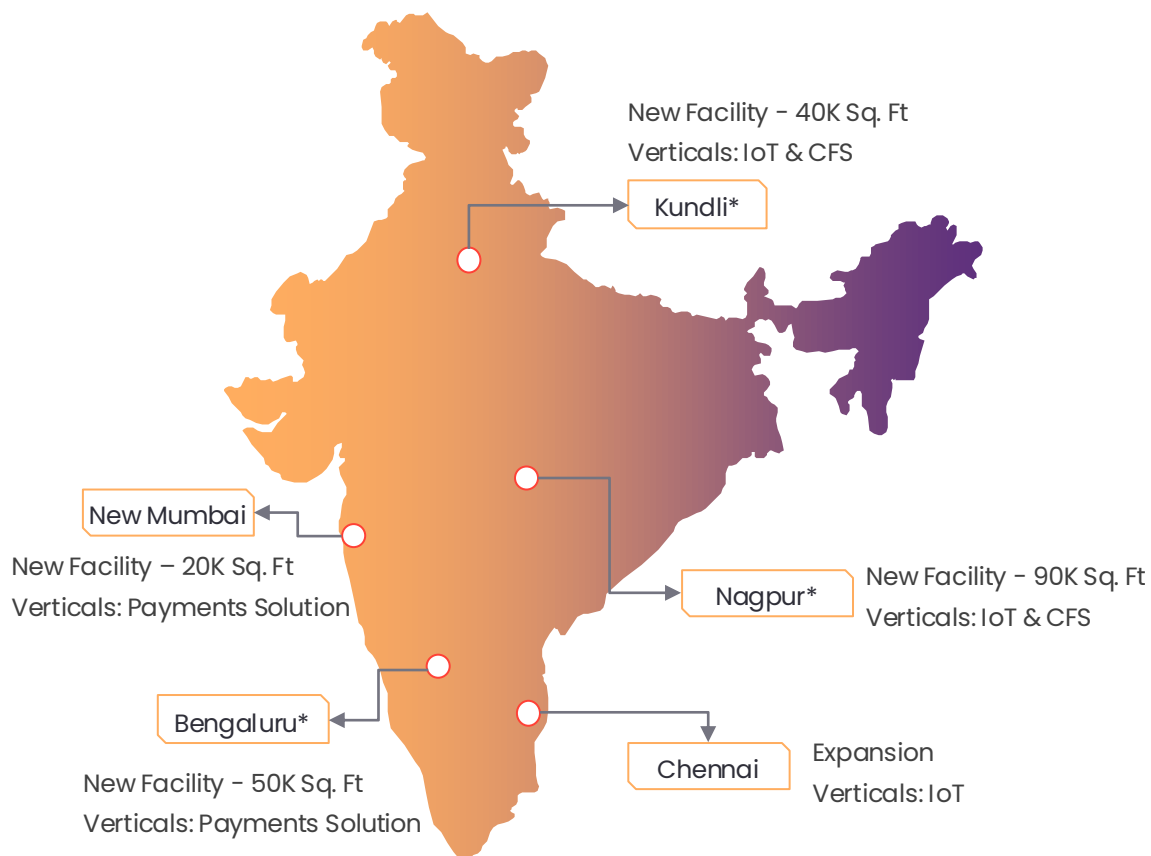 New Facility - 40K Sq. Ft
Verticals: IoT & CFS
Kundli*
New Mumbai
New Facility – 20K Sq. Ft
Verticals: Payments Solution
Nagpur*
New Facility - 90K Sq. Ft
Verticals: IoT & CFS
Bengaluru*
New Facility - 50K Sq. Ft
Verticals: Payments Solution
Chennai
Expansion
Verticals: IoT